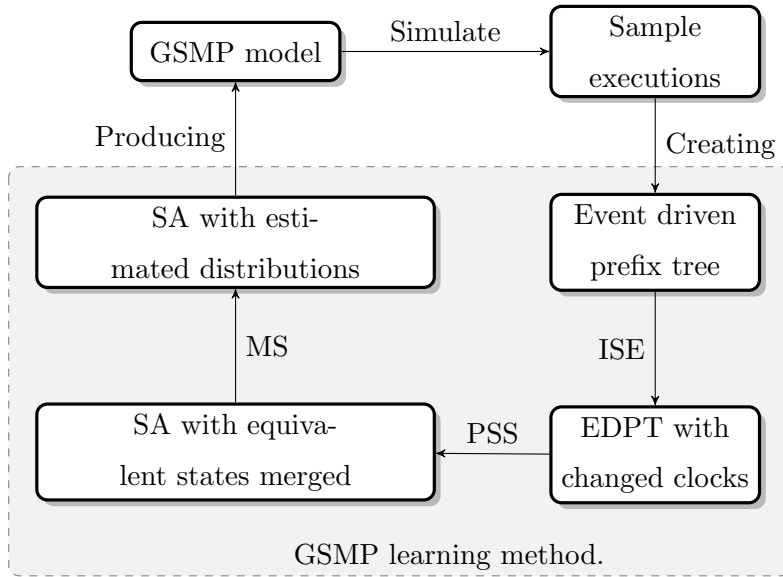 GSMP model
Simulate
Sample
executions
Producing
Creating
SA with esti-
mated distributions
Event driven
prefix tree
MS
ISE
SA with equiva-
lent states merged
PSS
EDPT with
changed clocks
GSMP learning method.